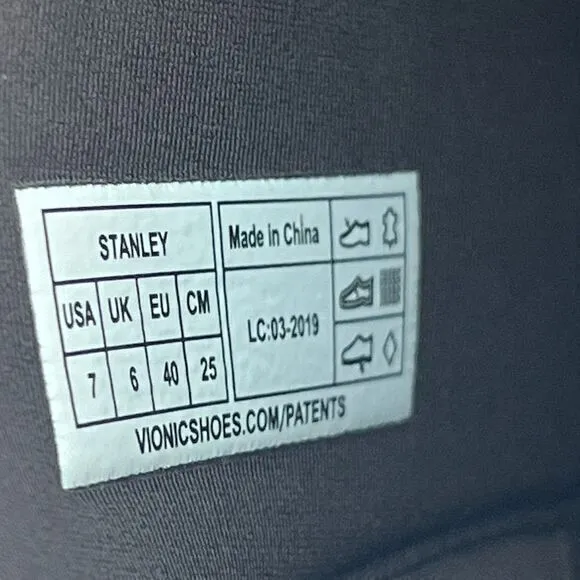 STANLEY
USA UK EU CM
7 6 40 25
Made in China
LC:03-2019
VIONICSHOES.COM/PATENTS